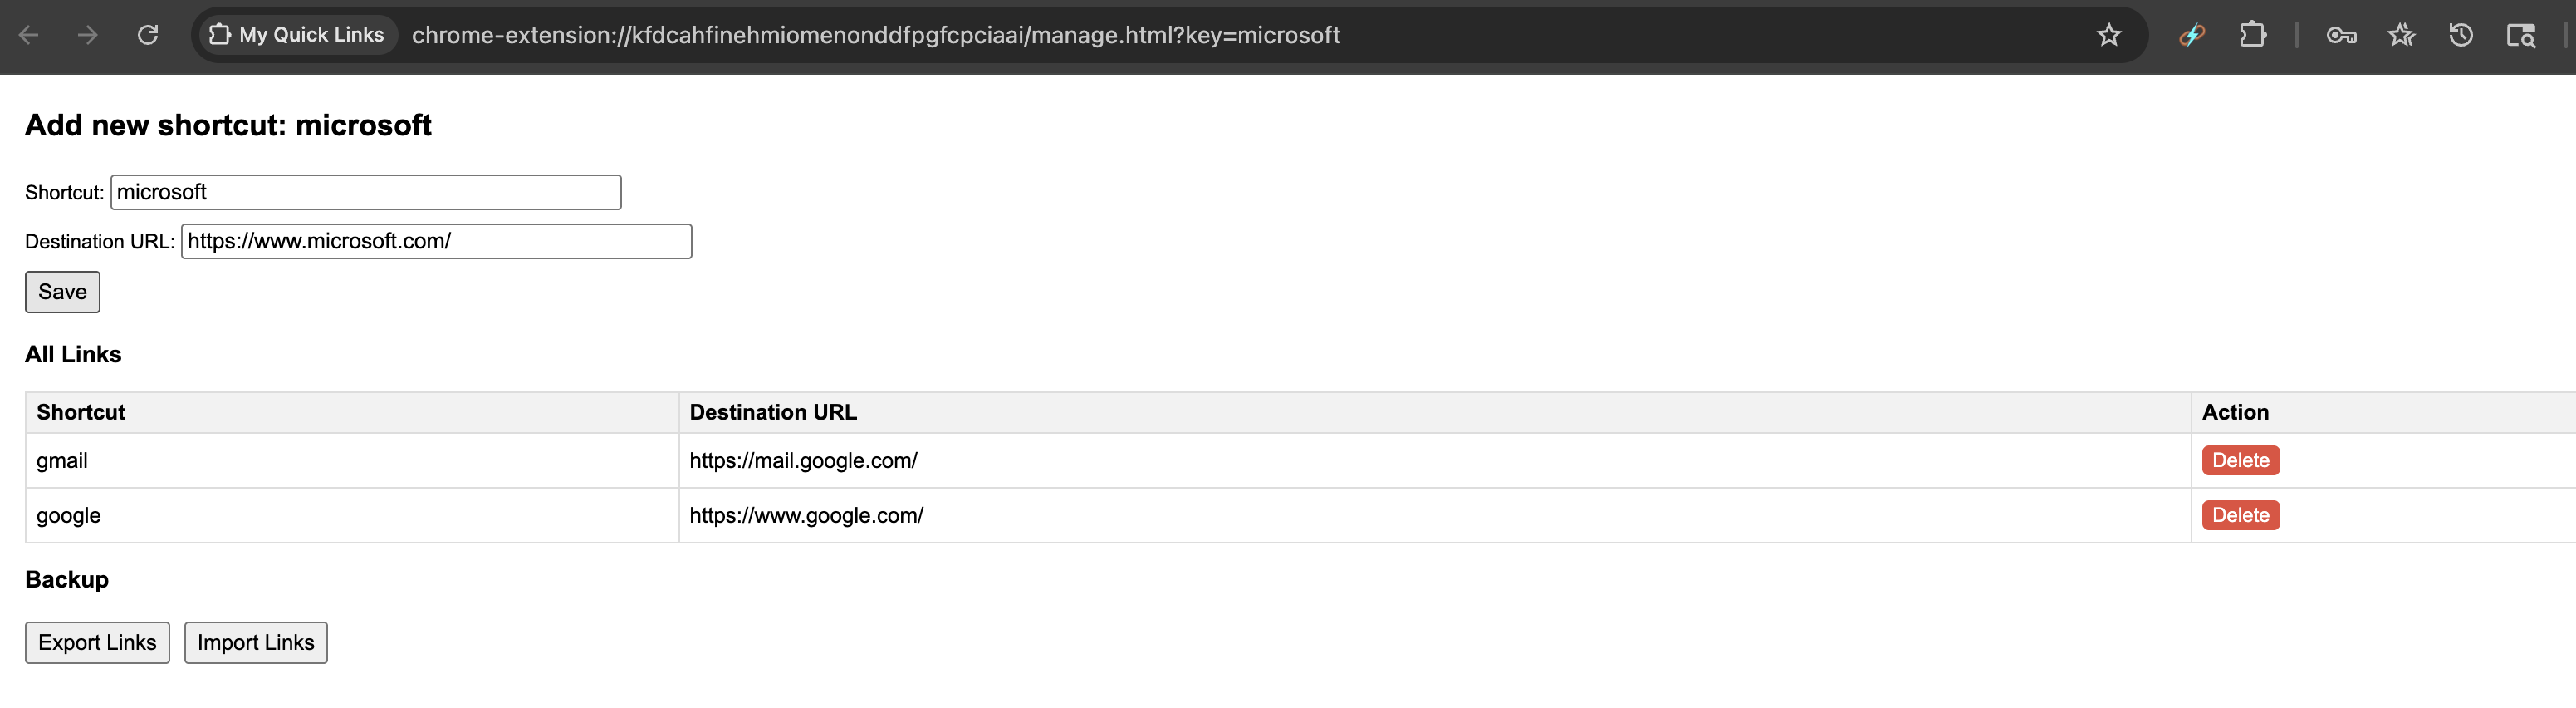 My Quick Links chrome-extension://kfdcahfinehmiomenonddfpgfcpciaai/manage.html?key=microsoft
Add new shortcut: microsoft
Shortcut: microsoft
Destination URL: https://www.microsoft.com/
Save
All Links
Shortcut Destination URL Action
gmail https://mail.google.com/ Delete
google https://www.google.com/ Delete
Backup
Export Links Import Links